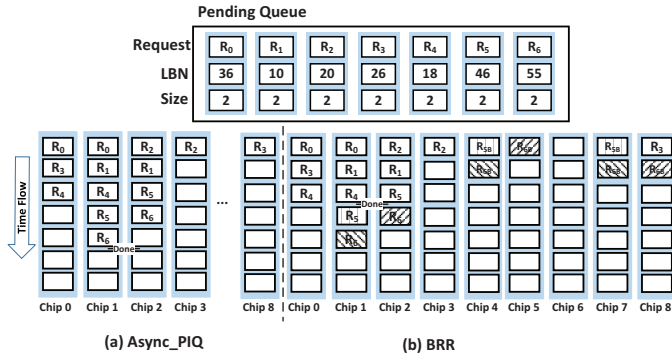 Pending Queue
Request R₀ R₁ R₂ R₃ R₄ R₅ R₆
LBN 36 10 20 26 18 46 55
Size 2 2 2 2 2 2 2
Time Flow
R₀ R₀ R₂ R₂ R₃ R₀ R₀ R₂ R₂ R₅B R₆B R₅B R₃
R₃ R₁ R₁ R₃ R₁ R₁ R₆B R₆B R₆B
R₄ R₄ R₅ ... R₄ R₄ R₅
Done
R₅ R₆ R₅ R₆
R₆ R₆
Done
Chip 0 Chip 1 Chip 2 Chip 3 Chip 8 Chip 0 Chip 1 Chip 2 Chip 3 Chip 4 Chip 5 Chip 6 Chip 7 Chip 8
(a) Async_PIQ (b) BRR